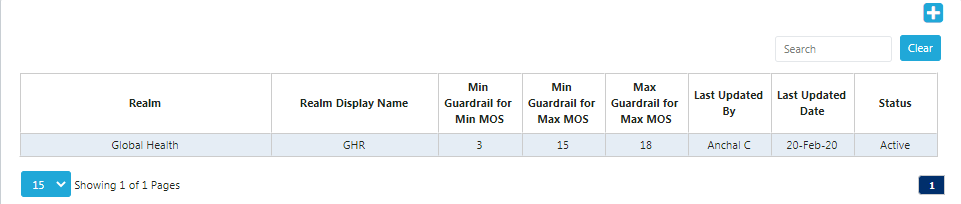 Search
Clear
Realm
Realm Display Name
Min
Guardrail for
Min MOS
Min
Guardrail for
Max MOS
Max
Guardrail for
Max MOS
Last Updated
By
Last Updated
Date
Status
Global Health
GHR
3
15
18
Anchal C
20-Feb-20
Active
15
Showing 1 of 1 Pages
1